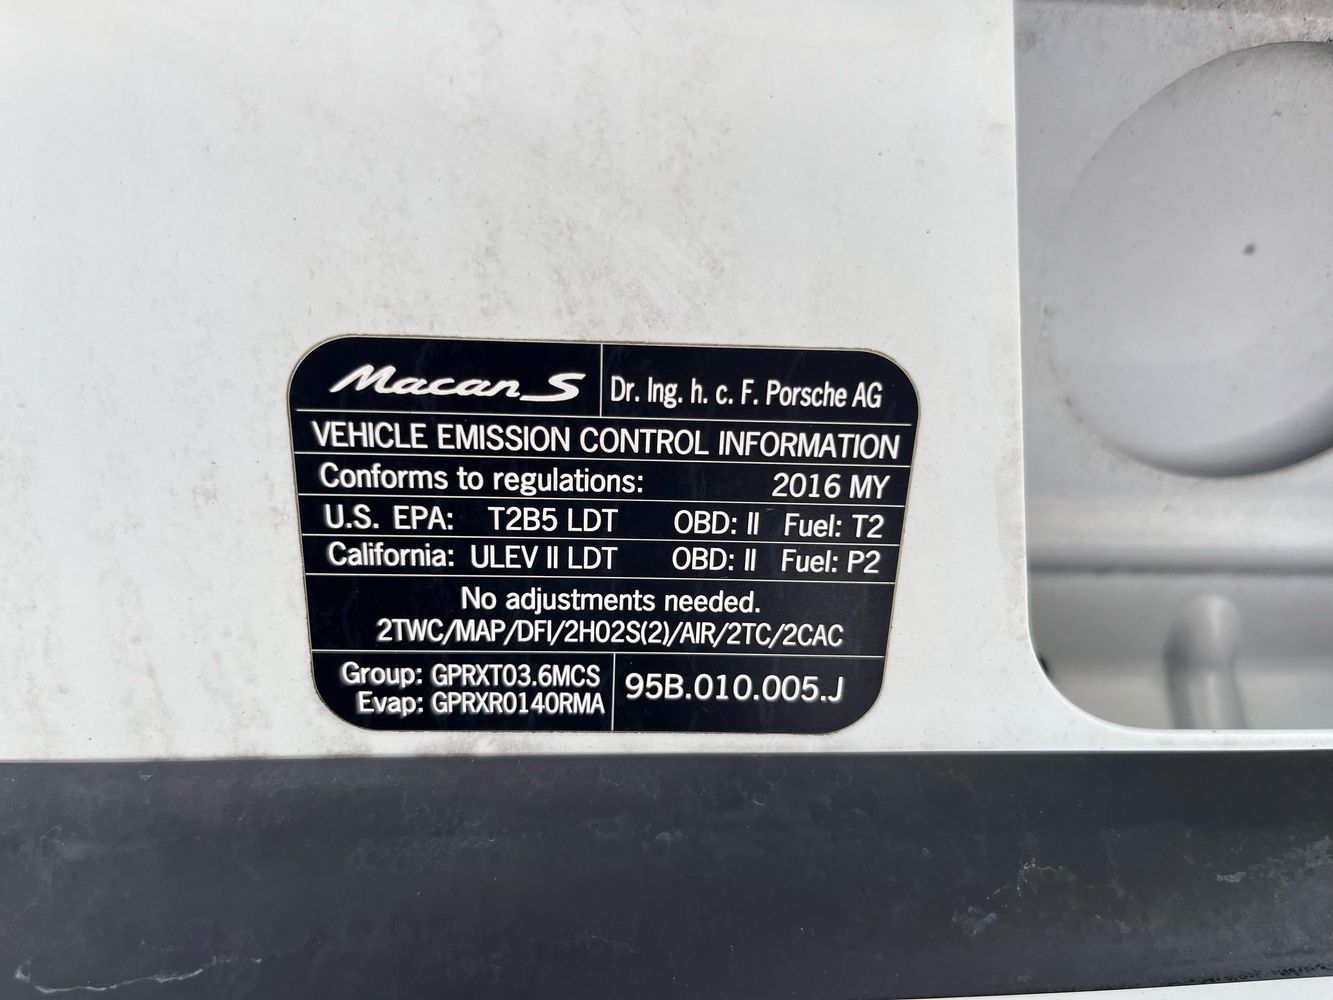 Macan S Dr. Ing. h. c. F. Porsche AG
VEHICLE EMISSION CONTROL INFORMATION
Conforms to regulations: 2016 MY
U.S. EPA: T2B5 LDT OBD: II Fuel: T2
California: ULEV II LDT OBD: II Fuel: P2
No adjustments needed.
2TWC/MAP/DFI/2HO2S(2)/AIR/2TC/2CAC
Group: GPRXT03.6MCS
Evap: GPRXR0140RMA
95B.010.005.J